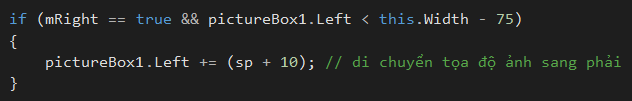 if (mRight == true && pictureBox1.Left < this.Width - 75)
{
    pictureBox1.Left += (sp + 10); // di chuyển tọa độ ảnh sang phải
}